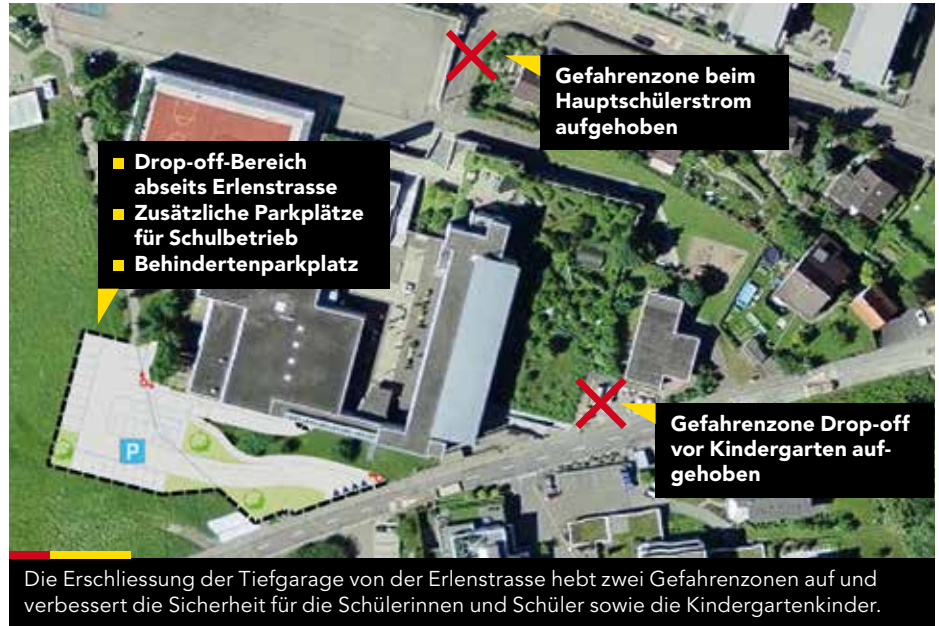 Gefahrenzone beim
Hauptschülerstrom
aufgehoben
Drop-off-Bereich
abseits Erlenstrasse
Zusätzliche Parkplätze
für Schulbetrieb
Behindertenparkplatz
P
Gefahrenzone Drop-off
vor Kindergarten auf-
gehoben
Die Erschliessung der Tiefgarage von der Erlenstrasse hebt zwei Gefahrenzonen auf und
verbessert die Sicherheit für die Schülerinnen und Schüler sowie die Kindergartenkinder.